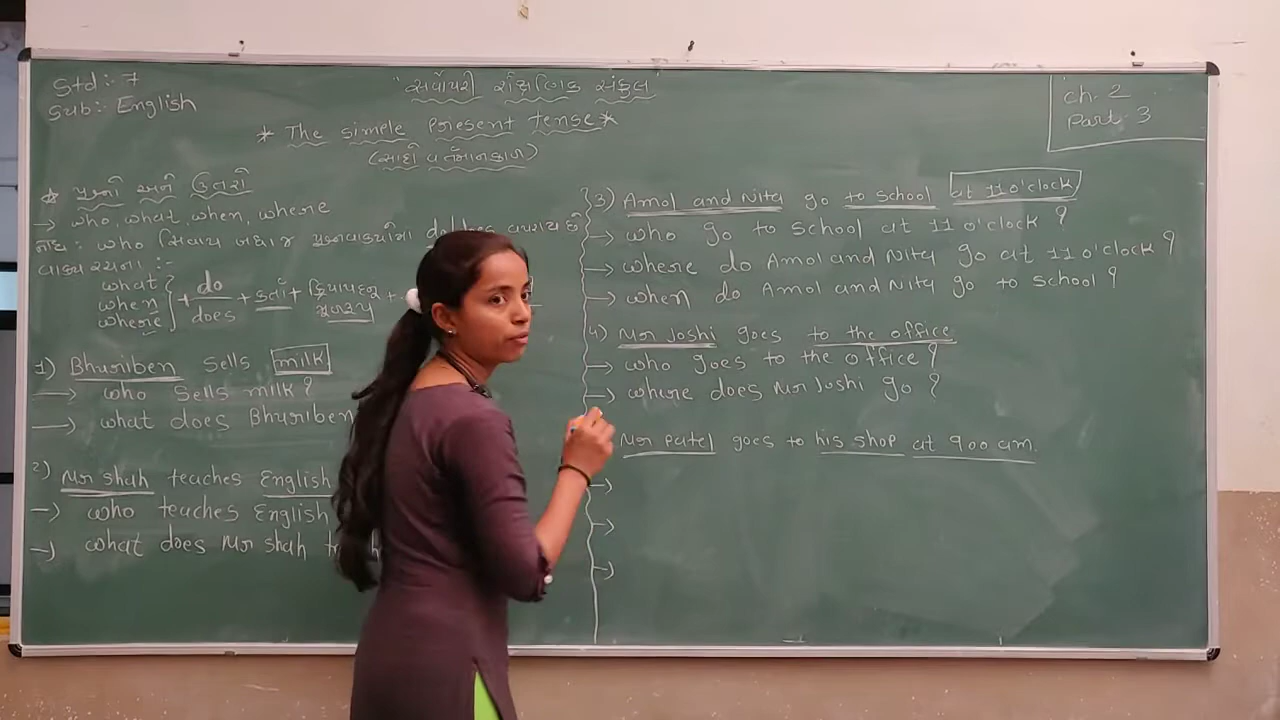 Std:- 7
Sub:- English
સર્વોપરી શૈક્ષણિક સંકુલ
* The simple Present tense *
(સાદો વર્તમાનકાળ)
ch. 2
Part 3
* પ્રશ્નો અને ઉત્તરો
→ who, what, when, where
નોંધ : who સિવાય બધા જ પ્રશ્નવાક્યોમાં do/does વપરાય છે
વાક્ય રચના :-
what
when
where
+ do
does
+ કર્તા + ક્રિયાપદનું
મૂળરૂપ +
1) Bhuriben sells milk
→ who sells milk?
→ what does Bhuriben
2) Mr shah teaches English
→ who teaches English
→ what does Mr shah
3) Amol and Nita go to school at 11 o'clock
→ who go to school at 11 o'clock ?
→ where do Amol and Nita go at 11 o'clock ?
→ when do Amol and Nita go to school ?
4) Mr Joshi goes to the office
→ who goes to the office ?
→ where does Mr Joshi go ?
Mr Patel goes to his shop at 900 am.
→
→
→